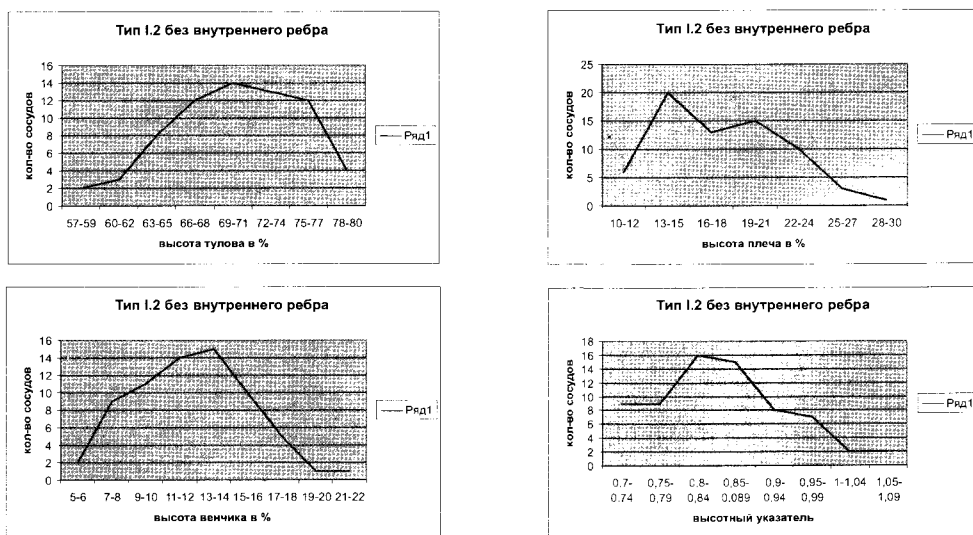 Тип I.2 без внутреннего ребра
кол-во сосудов
16
14
12
10
8
6
4
2
0
57-59 60-62 63-65 66-68 69-71 72-74 75-77 78-80
высота тулова в %
Ряд1
Тип I.2 без внутреннего ребра
кол-во сосудов
25
20
15
10
5
0
10-12 13-15 16-18 19-21 22-24 25-27 28-30
высота плеча в %
Ряд1
Тип I.2 без внутреннего ребра
кол-во сосудов
16
14
12
10
8
6
4
2
0
5-6 7-8 9-10 11-12 13-14 15-16 17-18 19-20 21-22
высота венчика в %
Ряд1
Тип I.2 без внутреннего ребра
кол-во сосудов
18
16
14
12
10
8
6
4
2
0
0,7- 0,75- 0,8- 0,85- 0,9- 0,95- 1-1,04 1,05-
0,74 0,79 0,84 0,089 0,94 0,99 1,09
высотный указатель
Ряд1